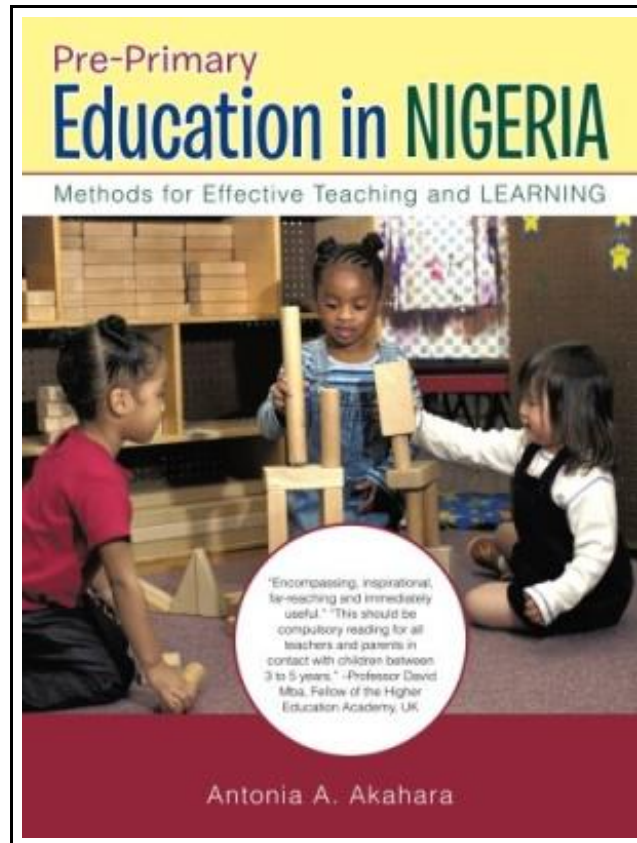 Pre-Primary
Education in NIGERIA
Methods for Effective Teaching and LEARNING
"Encompassing, inspirational,
far-reaching and immediately
useful." "This should be
compulsory reading for all
teachers and parents in
contact with children between
3 to 5 years." -Professor David
Mba, Fellow of the Higher
Education Academy, UK
Antonia A. Akahara